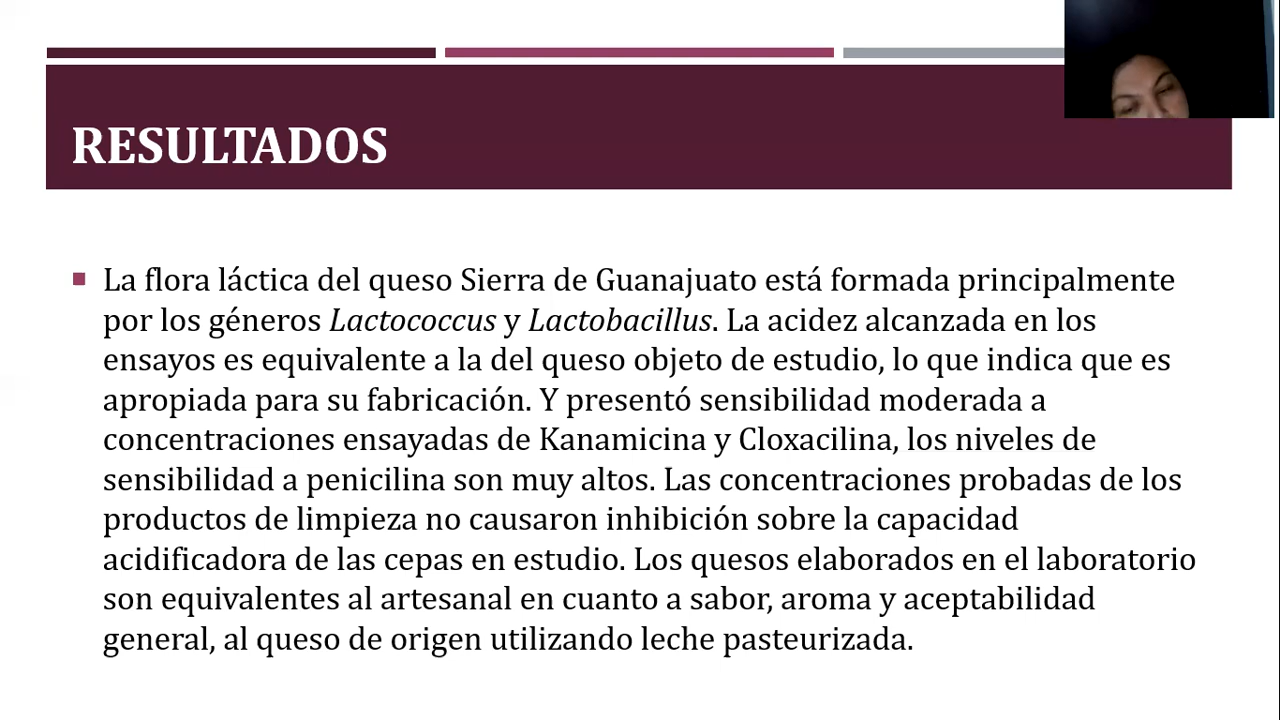 RESULTADOS
La flora láctica del queso Sierra de Guanajuato está formada principalmente
por los géneros Lactococcus y Lactobacillus. La acidez alcanzada en los
ensayos es equivalente a la del queso objeto de estudio, lo que indica que es
apropiada para su fabricación. Y presentó sensibilidad moderada a
concentraciones ensayadas de Kanamicina y Cloxacilina, los niveles de
sensibilidad a penicilina son muy altos. Las concentraciones probadas de los
productos de limpieza no causaron inhibición sobre la capacidad
acidificadora de las cepas en estudio. Los quesos elaborados en el laboratorio
son equivalentes al artesanal en cuanto a sabor, aroma y aceptabilidad
general, al queso de origen utilizando leche pasteurizada.